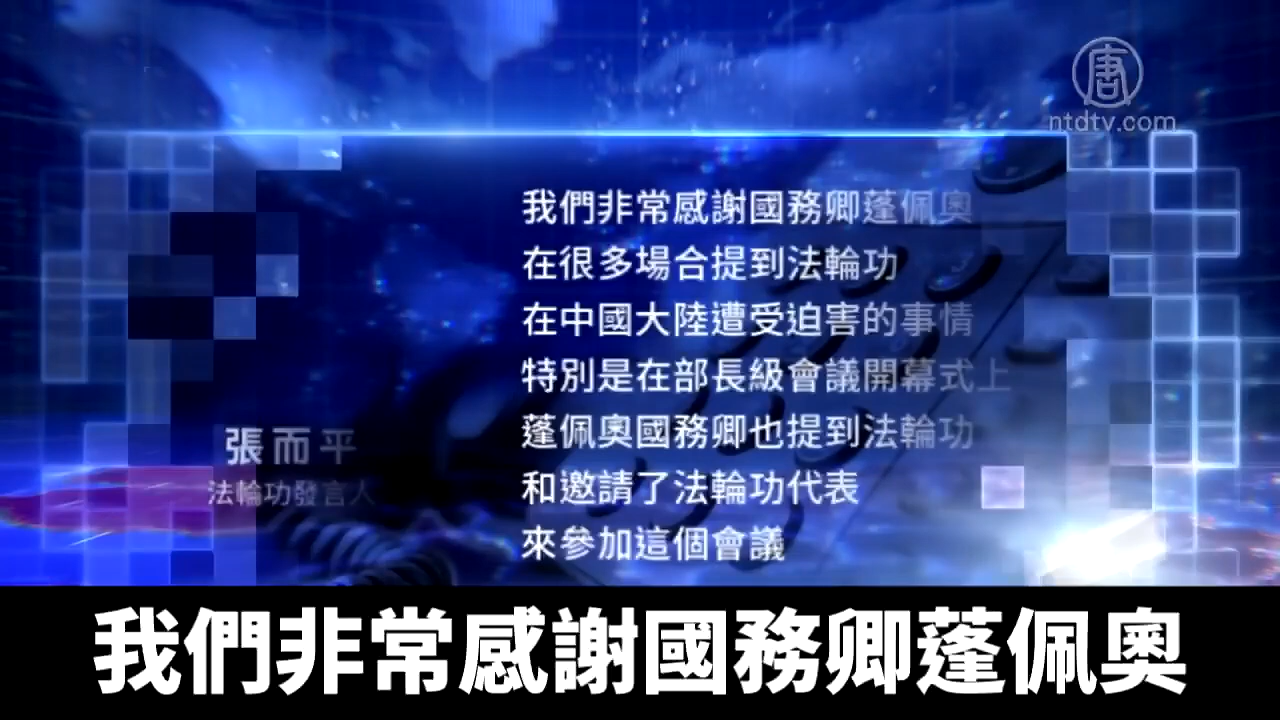 唐
ntdtv.com
我們非常感謝國務卿蓬佩奧
在很多場合提到法輪功
在中國大陸遭受迫害的事情
特別是在部長級會議開幕式上
蓬佩奧國務卿也提到法輪功
和邀請了法輪功代表
來參加這個會議
張而平
法輪功發言人
我們非常感謝國務卿蓬佩奧